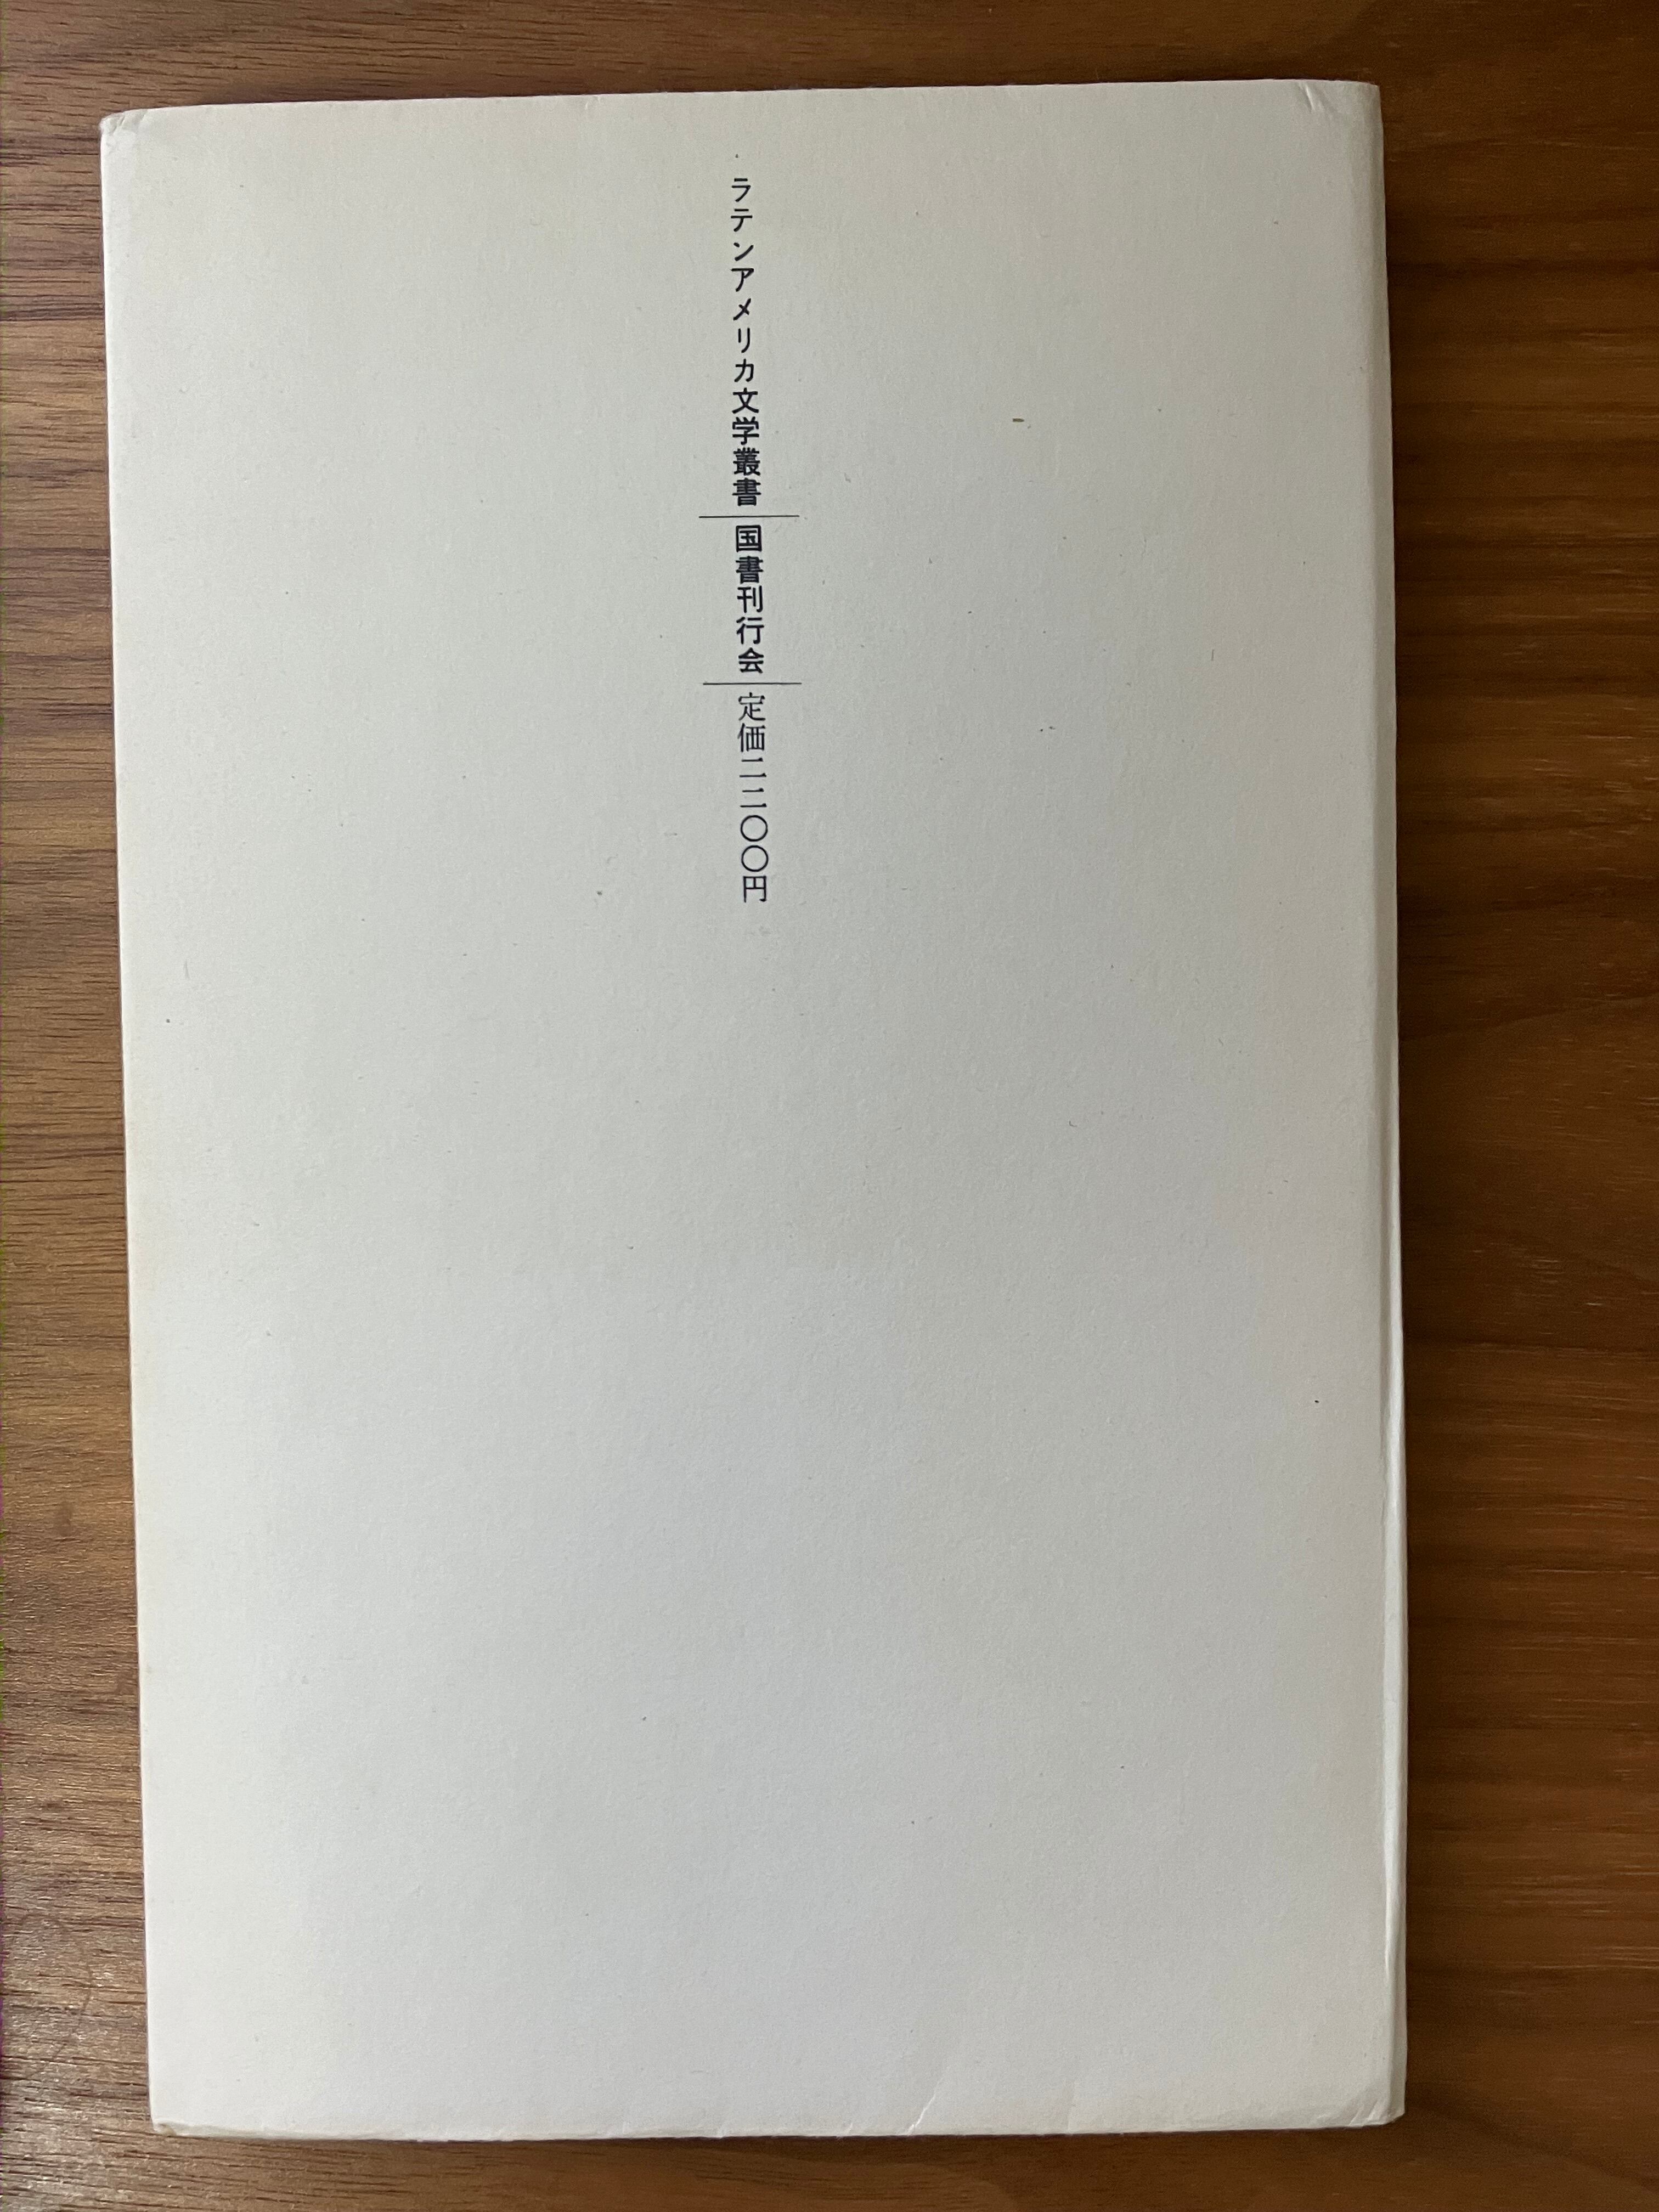 ラテンアメリカ文学叢書
国書刊行会
定価二二〇〇円